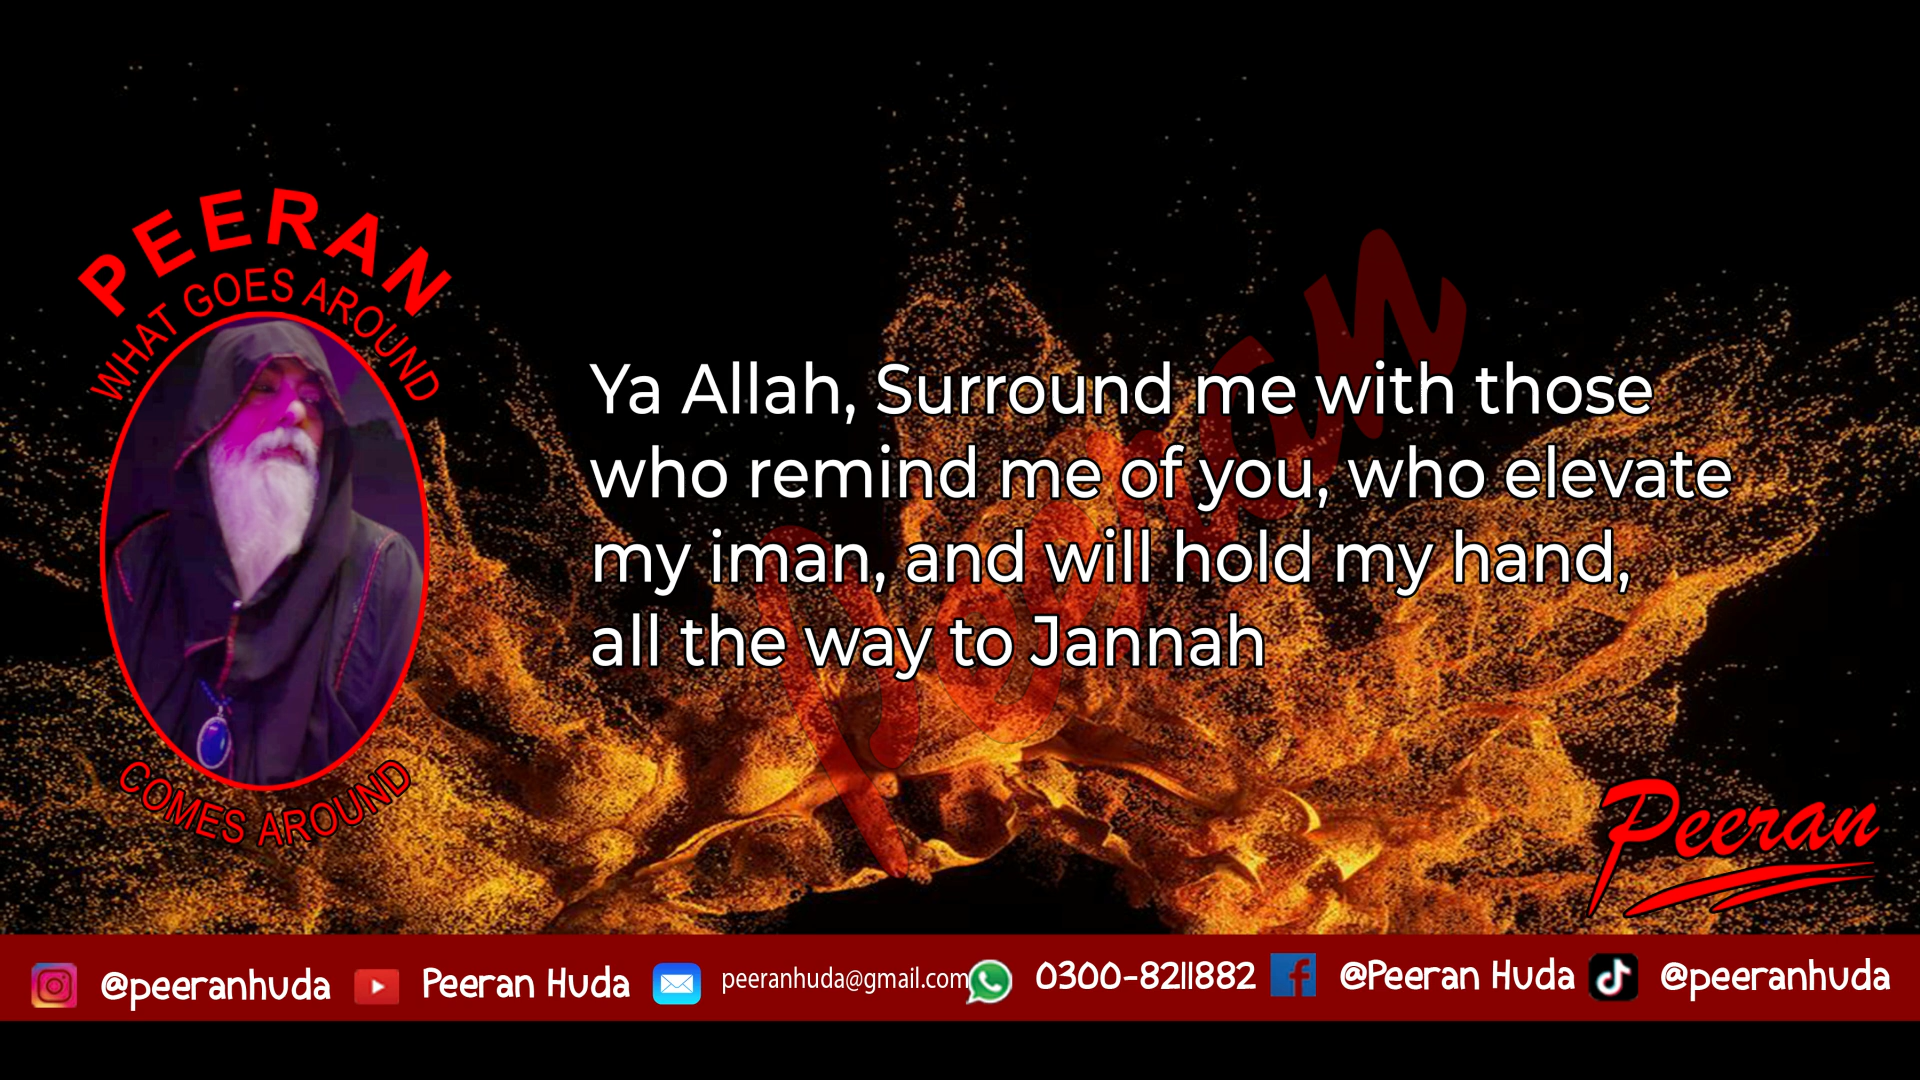 PEERAN
WHAT GOES AROUND
COMES AROUND
Ya Allah, Surround me with those
who remind me of you, who elevate
my iman, and will hold my hand,
all the way to Jannah
Peeran
Peeran
@peeranhuda Peeran Huda peeranhuda@gmail.com 0300-8211882 @Peeran Huda @peeranhuda